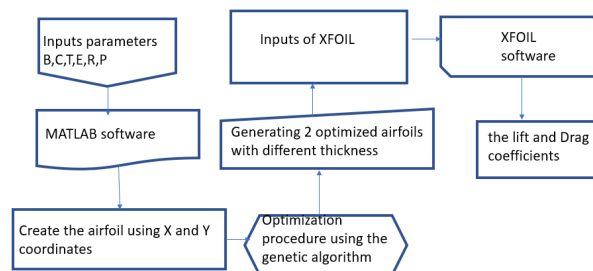 Inputs parameters
B,C,T,E,R,P
MATLAB software
Create the airfoil using X and Y
coordinates
Optimization
procedure using the
genetic algorithm
Generating 2 optimized airfoils
with different thickness
Inputs of XFOIL
XFOIL
software
the lift and Drag
coefficients